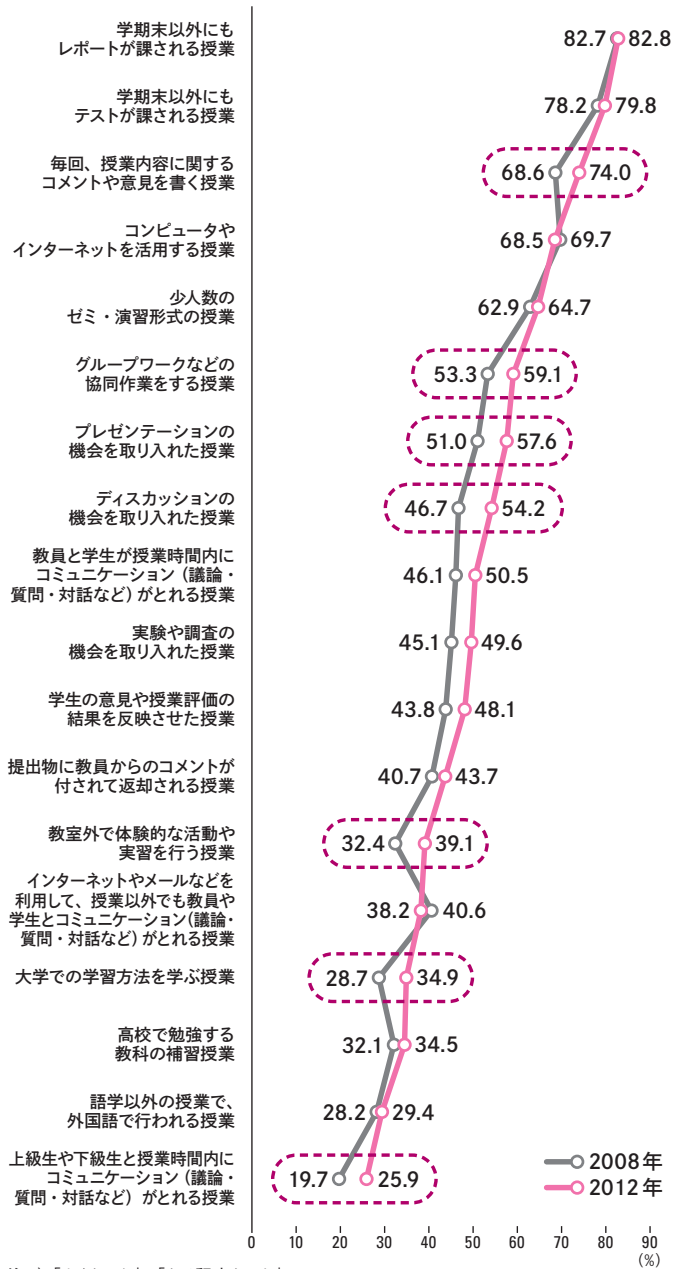 学期末以外にも
レポートが課される授業
82.7 82.8
学期末以外にも
テストが課される授業
78.2 79.8
毎回、授業内容に関する
コメントや意見を書く授業
68.6 74.0
コンピュータや
インターネットを活用する授業
68.5 69.7
少人数の
ゼミ・演習形式の授業
62.9 64.7
グループワークなどの
協同作業をする授業
53.3 59.1
プレゼンテーションの
機会を取り入れた授業
51.0 57.6
ディスカッションの
機会を取り入れた授業
46.7 54.2
教員と学生が授業時間内に
コミュニケーション（議論・
質問・対話など）がとれる授業
46.1 50.5
実験や調査の
機会を取り入れた授業
45.1 49.6
学生の意見や授業評価の
結果を反映させた授業
43.8 48.1
提出物に教員からのコメントが
付されて返却される授業
40.7 43.7
教室外で体験的な活動や
実習を行う授業
32.4 39.1
インターネットやメールなどを
利用して、授業以外でも教員や
学生とコミュニケーション（議論・
質問・対話など）がとれる授業
38.2 40.6
大学での学習方法を学ぶ授業
28.7 34.9
高校で勉強する
教科の補習授業
32.1 34.5
語学以外の授業で、
外国語で行われる授業
28.2 29.4
上級生や下級生と授業時間内に
コミュニケーション（議論・
質問・対話など）がとれる授業
19.7 25.9
2008年
2012年
0 10 20 30 40 50 60 70 80 90
(%)